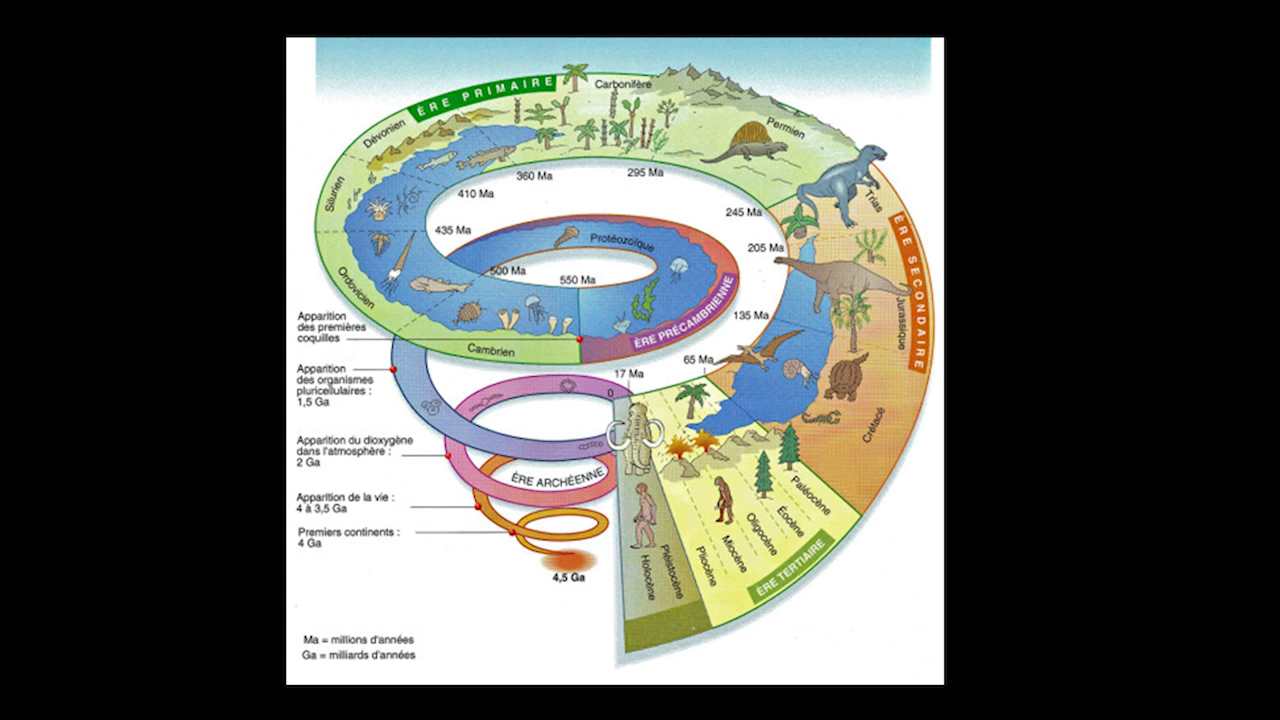 ÈRE PRIMAIRE
Carbonifère
Dévonien
Permien
Silurien
Trias
360 Ma
295 Ma
410 Ma
245 Ma
435 Ma
205 Ma
Protéozoïque
ÈRE SECONDAIRE
500 Ma
550 Ma
Ordovicien
Jurassique
ÈRE PRÉCAMBRIENNE
135 Ma
Apparition
des premières
coquilles
Cambrien
65 Ma
Apparition
des organismes
pluricellulaires :
1,5 Ga
17 Ma
0
Crétacé
Apparition du dioxygène
dans l'atmosphère :
2 Ga
ÈRE ARCHÉENNE
Apparition de la vie :
4 à 3,5 Ga
Premiers continents :
4 Ga
4,5 Ga
Paléocène
Éocène
Oligocène
Miocène
Pliocène
Pléistocène
Holocène
ÈRE TERTIAIRE
Ma = millions d'années
Ga = milliards d'années